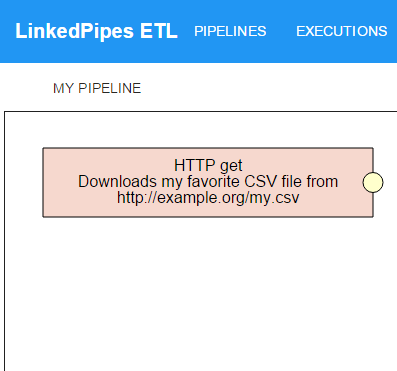 LinkedPipes ETL PIPELINES EXECUTIONS
MY PIPELINE
HTTP get
Downloads my favorite CSV file from
http://example.org/my.csv